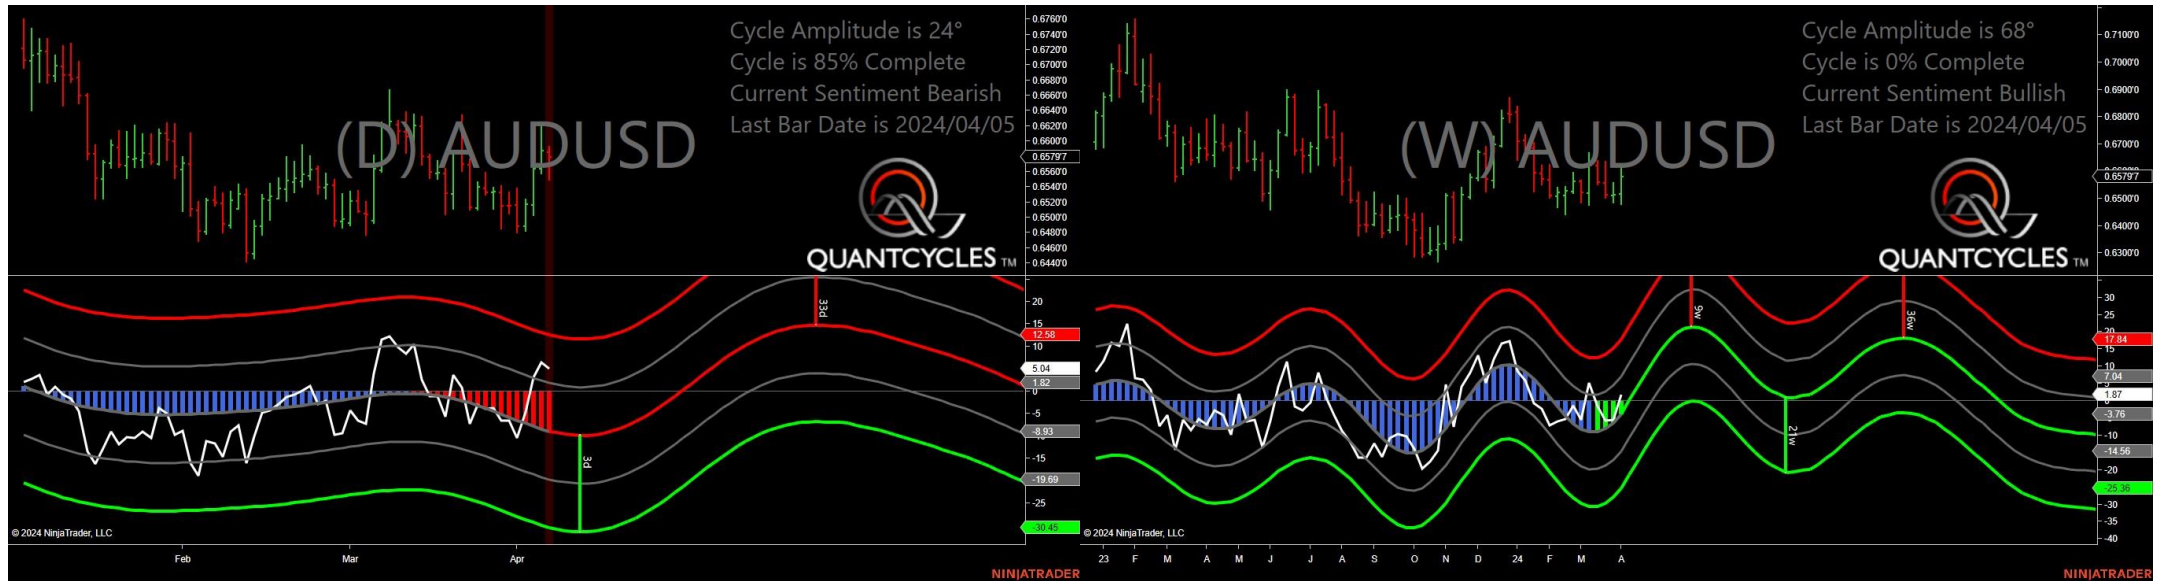 Cycle Amplitude is 24°
Cycle is 85% Complete
Current Sentiment Bearish
Last Bar Date is 2024/04/05
(D) AUDUSD
QUANTCYCLES TM
0.6760'0
0.6740'0
0.6720'0
0.6700'0
0.6680'0
0.6660'0
0.6640'0
0.6620'0
0.6600'0
0.6579'7
0.6560'0
0.6540'0
0.6520'0
0.6500'0
0.6480'0
0.6460'0
0.6440'0
33d
3d
20
15
12.58
10
5.04
1.82
0
-5
-8.93
-15
-19.69
-25
-30.45
© 2024 NinjaTrader, LLC
Feb Mar Apr
NINJATRADER
Cycle Amplitude is 68°
Cycle is 0% Complete
Current Sentiment Bullish
Last Bar Date is 2024/04/05
(W) AUDUSD
QUANTCYCLES TM
0.7100'0
0.7000'0
0.6900'0
0.6800'0
0.6700'0
0.6579'7
0.6500'0
0.6400'0
0.6300'0
9w
36w
21w
30
25
20
17.84
15
7.04
5
1.87
-3.76
-10
-14.56
-20
-25.36
-30
-35
-40
© 2024 NinjaTrader, LLC
23 F M A M J J A S O N D 24 F M A
NINJATRADER